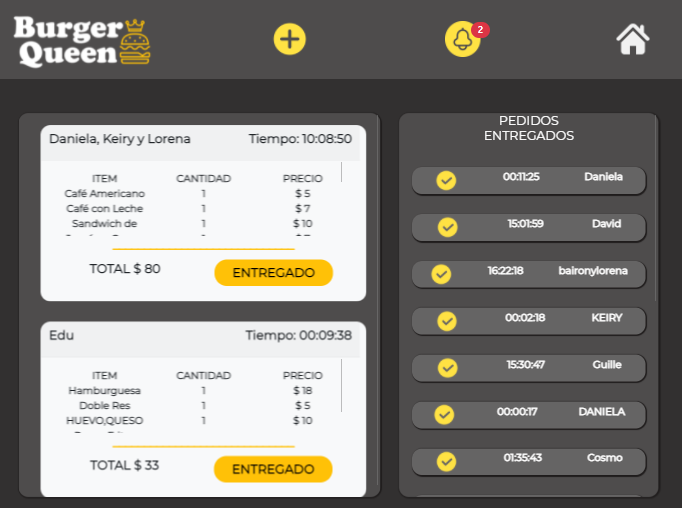 Burger
Queen
2
Daniela, Keiry y Lorena Tiempo: 10:08:50
ITEM CANTIDAD PRECIO
Café Americano 1 $ 5
Café con Leche 1 $ 7
Sandwich de 1 $ 10
TOTAL $ 80 ENTREGADO
Edu Tiempo: 00:09:38
ITEM CANTIDAD PRECIO
Hamburguesa 1 $ 18
Doble Res 1 $ 5
HUEVO,QUESO 1 $ 10
TOTAL $ 33 ENTREGADO
PEDIDOS
ENTREGADOS
00:11:25 Daniela
15:01:59 David
16:22:18 baironylorena
00:02:18 KEIRY
15:30:47 Guille
00:00:17 DANIELA
01:35:43 Cosmo